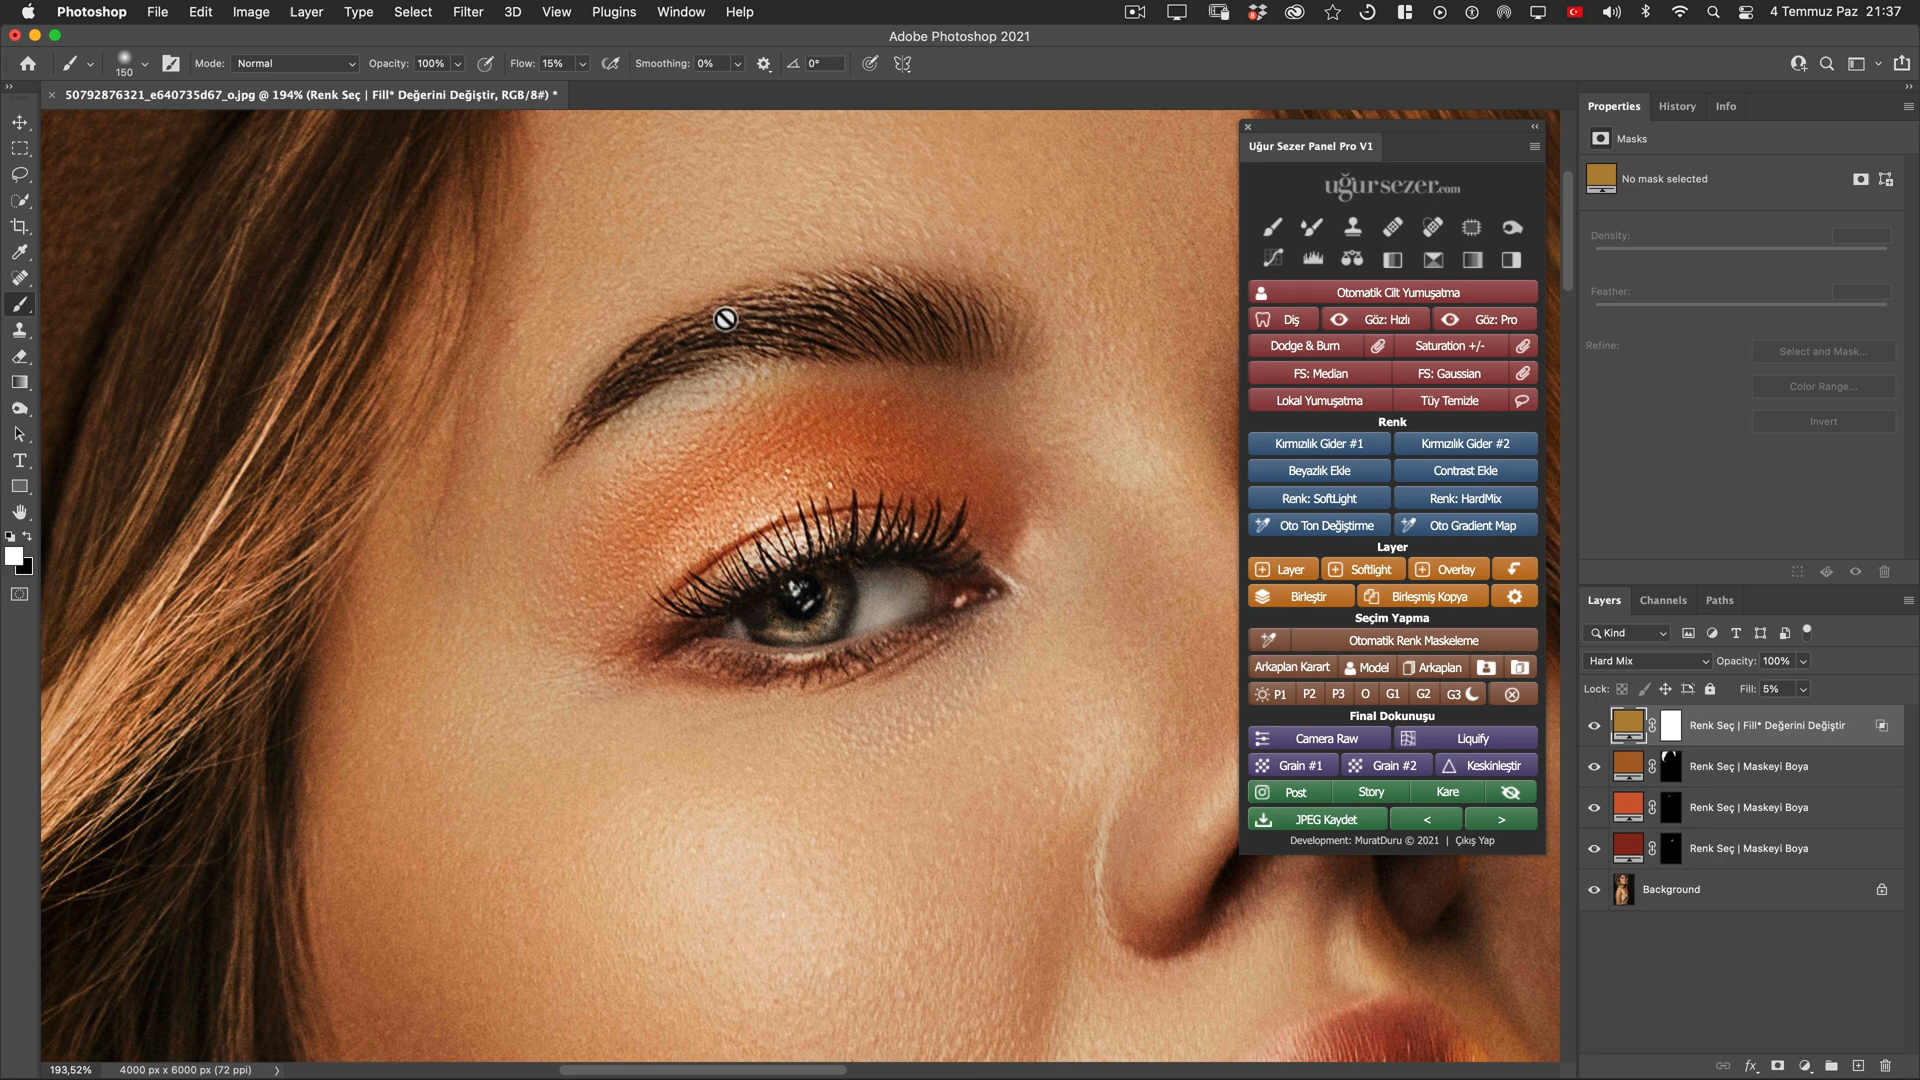 Photoshop File Edit Image Layer Type Select Filter 3D View Plugins Window Help 8 4 Temmuz Paz 21:37
Adobe Photoshop 2021
150 Mode: Normal Opacity: 100% Flow: 15% Smoothing: 0% 0°
50792876321_e640735d67_o.jpg @ 194% (Renk Seç | Fill* Değerini Değiştir, RGB/8#) *
Uğur Sezer Panel Pro V1
uğursezer.com
Otomatik Cilt Yumuşatma
Diş Göz: Hızlı Göz: Pro
Dodge & Burn Saturation +/-
FS: Median FS: Gaussian
Lokal Yumuşatma Tüy Temizle
Renk
Kırmızılık Gider #1 Kırmızılık Gider #2
Beyazlık Ekle Contrast Ekle
Renk: SoftLight Renk: HardMix
Oto Ton Değiştirme Oto Gradient Map
Layer
Layer Softlight Overlay
Birleştir Birleşmiş Kopya
Seçim Yapma
Otomatik Renk Maskeleme
Arkaplan Karart Model Arkaplan
P1 P2 P3 O G1 G2 G3
Final Dokunuşu
Camera Raw Liquify
Grain #1 Grain #2 Keskinleştir
Post Story Kare
JPEG Kaydet < >
Development: MuratDuru © 2021 | Çıkış Yap
Properties History Info
Masks
No mask selected
Density:
Feather:
Refine: Select and Mask...
Color Range...
Invert
Layers Channels Paths
Kind
Hard Mix Opacity: 100%
Lock: Fill: 5%
Renk Seç | Fill* Değerini Değiştir
Renk Seç | Maskeyi Boya
Renk Seç | Maskeyi Boya
Renk Seç | Maskeyi Boya
Background
193,52% 4000 px x 6000 px (72 ppi)